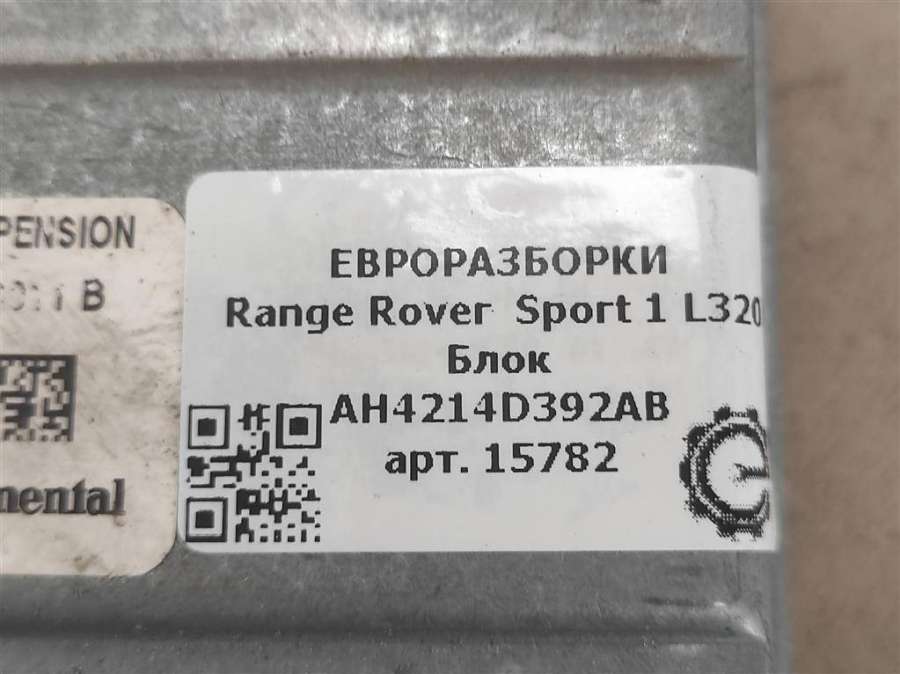 PENSION
B
nental
ЕВРОРАЗБОРКИ
Range Rover Sport 1 L320
Блок
AH4214D392AB
арт. 15782